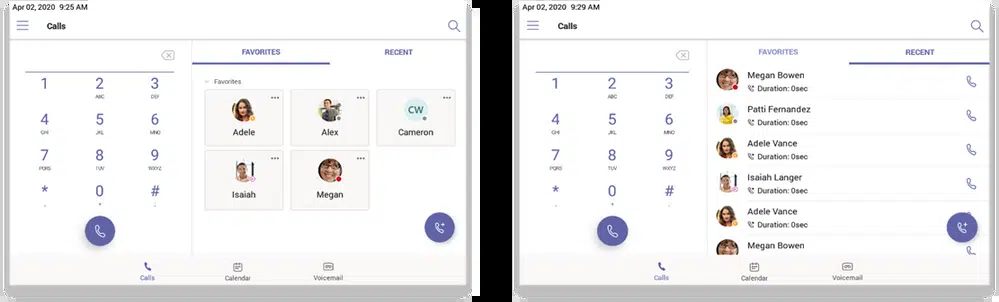 Apr 02, 2020 9:25 AM
Calls
FAVORITES RECENT
Favorites
1 2 3
ABC DEF
4 5 6
GHI JKL MNO
7 8 9
PQRS TUV WXYZ
* 0 #
Adele Alex CW Cameron
Isaiah Megan
Calls Calendar Voicemail
Apr 02, 2020 9:29 AM
Calls
FAVORITES RECENT
1 2 3
ABC DEF
4 5 6
GHI JKL MNO
7 8 9
PQRS TUV WXYZ
* 0 #
Megan Bowen
Duration: 0sec
Patti Fernandez
Duration: 0sec
Adele Vance
Duration: 0sec
Isaiah Langer
Duration: 0sec
Adele Vance
Duration: 0sec
Megan Bowen
Calls Calendar Voicemail